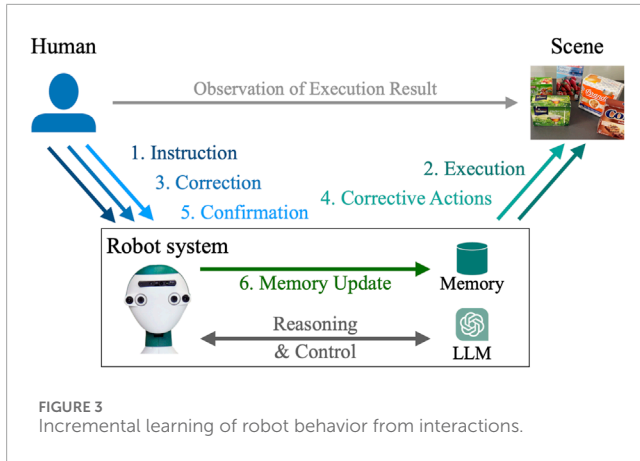 Human
Scene
Observation of Execution Result
1. Instruction
2. Execution
3. Correction
4. Corrective Actions
5. Confirmation
Robot system
6. Memory Update
Memory
Reasoning
& Control
LLM
FIGURE 3
Incremental learning of robot behavior from interactions.